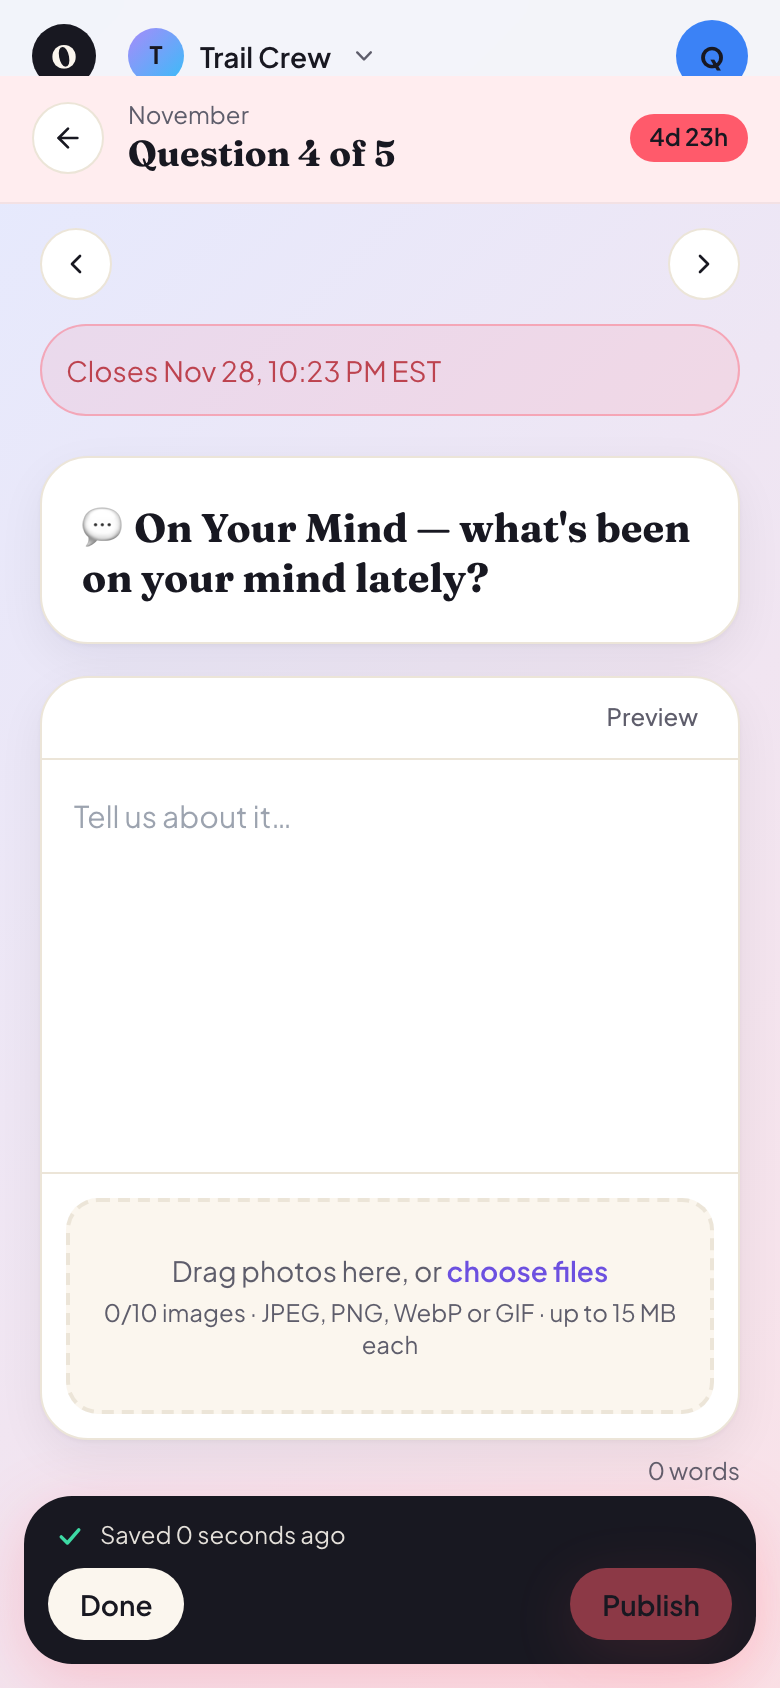 O T Trail Crew Q
November
Question 4 of 5
4d 23h
Closes Nov 28, 10:23 PM EST
💬 On Your Mind — what's been
on your mind lately?
Preview
Tell us about it...
Drag photos here, or choose files
0/10 images · JPEG, PNG, WebP or GIF · up to 15 MB
each
0 words
Saved 0 seconds ago
Done
Publish